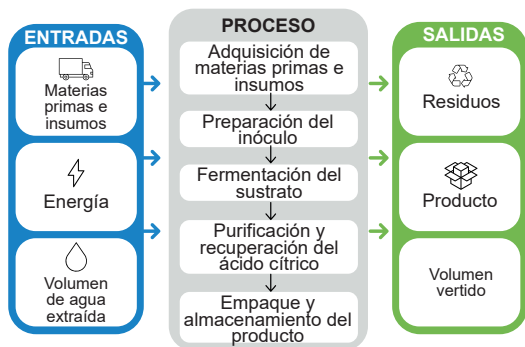 ENTRADAS
Materias
primas e
insumos
Energía
Volumen
de agua
extraída
PROCESO
Adquisición de
materias primas e
insumos
Preparación del
inóculo
Fermentación del
sustrato
Purificación y
recuperación del
ácido cítrico
Empaque y
almacenamiento del
producto
SALIDAS
Residuos
Producto
Volumen
vertido